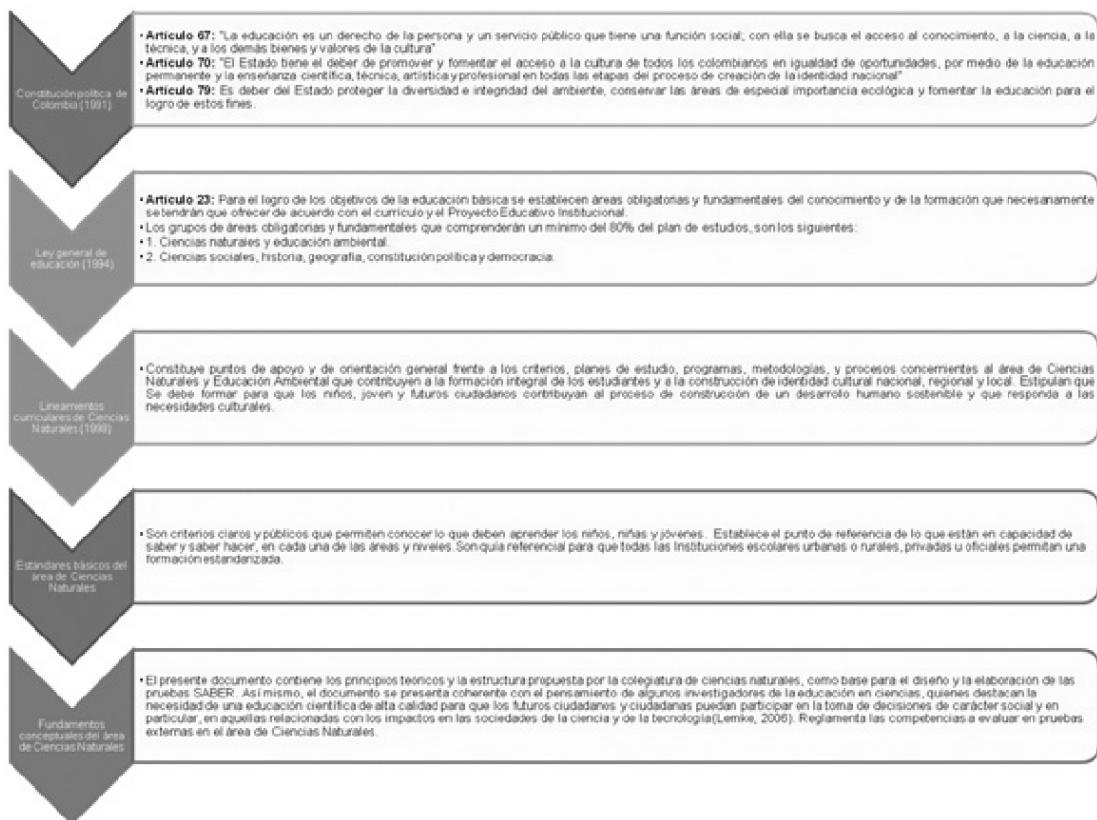 Constitución política de
Colombia (1991)
• Artículo 67: "La educación es un derecho de la persona y un servicio público que tiene una función social; con ella se busca el acceso al conocimiento, a la ciencia, a la
técnica, y a los demás bienes y valores de la cultura"
• Artículo 70: "El Estado tiene el deber de promover y fomentar el acceso a la cultura de todos los colombianos en igualdad de oportunidades, por medio de la educación
permanente y la enseñanza científica, técnica, artística y profesional en todas las etapas del proceso de creación de la identidad nacional"
• Artículo 79: Es deber del Estado proteger la diversidad e integridad del ambiente, conservar las áreas de especial importancia ecológica y fomentar la educación para el
logro de estos fines.
Ley general de
educación (1994)
• Artículo 23: Para el logro de los objetivos de la educación básica se establecen áreas obligatorias y fundamentales del conocimiento y de la formación que necesariamente
se tendrán que ofrecer de acuerdo con el currículo y el Proyecto Educativo Institucional.
• Los grupos de áreas obligatorias y fundamentales que comprenderán un mínimo del 80% del plan de estudios, son los siguientes:
• 1. Ciencias naturales y educación ambiental.
• 2. Ciencias sociales, historia, geografía, constitución política y democracia.
Lineamientos
curriculares de Ciencias
Naturales (1998)
• Constituye puntos de apoyo y de orientación general frente a los criterios, planes de estudio, programas, metodologías, y procesos concernientes al área de Ciencias
Naturales y Educación Ambiental que contribuyen a la formación integral de los estudiantes y a la construcción de identidad cultural nacional, regional y local. Estipulan que
Se debe formar para que los niños, joven y futuros ciudadanos contribuyan al proceso de construcción de un desarrollo humano sostenible y que responda a las
necesidades culturales.
Estándares básicos del
área de Ciencias
Naturales
• Son criterios claros y públicos que permiten conocer lo que deben aprender los niños, niñas y jóvenes. Establece el punto de referencia de lo que están en capacidad de
saber y saber hacer, en cada una de las áreas y niveles. Son guía referencial para que todas las Instituciones escolares urbanas o rurales, privadas u oficiales permitan una
formación estandarizada.
Fundamentos
conceptuales del área
de Ciencias Naturales
• El presente documento contiene los principios teóricos y la estructura propuesta por la colegiatura de ciencias naturales, como base para el diseño y la elaboración de las
pruebas SABER. Así mismo, el documento se presenta coherente con el pensamiento de algunos investigadores de la educación en ciencias, quienes destacan la
necesidad de una educación científica de alta calidad para que los futuros ciudadanos y ciudadanas puedan participar en la toma de decisiones de carácter social y en
particular, en aquellas relacionadas con los impactos en las sociedades de la ciencia y de la tecnología(Lemke, 2006). Reglamenta las competencias a evaluar en pruebas
externas en el área de Ciencias Naturales.